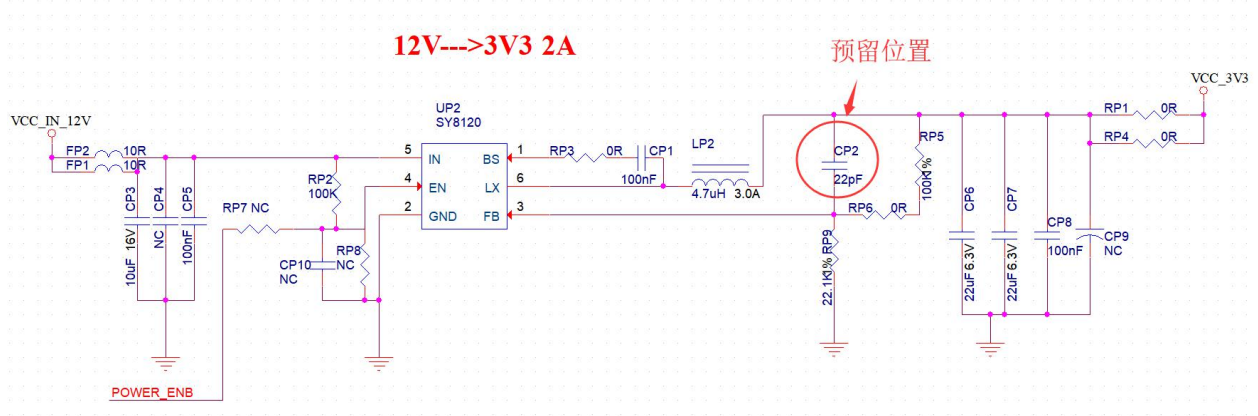 12V--->3V3 2A
预留位置
VCC_3V3
UP2
SY8120
VCC_IN_12V
FP2 10R
FP1 10R
5 IN BS 1
4 EN LX 6
2 GND FB 3
RP3 0R
CP1
100nF
LP2
4.7uH 3.0A
CP2
22pF
RP5
100K 1%
RP1 0R
RP4 0R
RP2
100K
CP3
10uF 16V
CP4
NC
CP5
100nF
RP7 NC
RP8
NC
CP10
NC
RP6 0R
RP9
22.1K 1%
CP6
22uF 6.3V
CP7
22uF 6.3V
CP8
100nF
CP9
NC
POWER_ENB